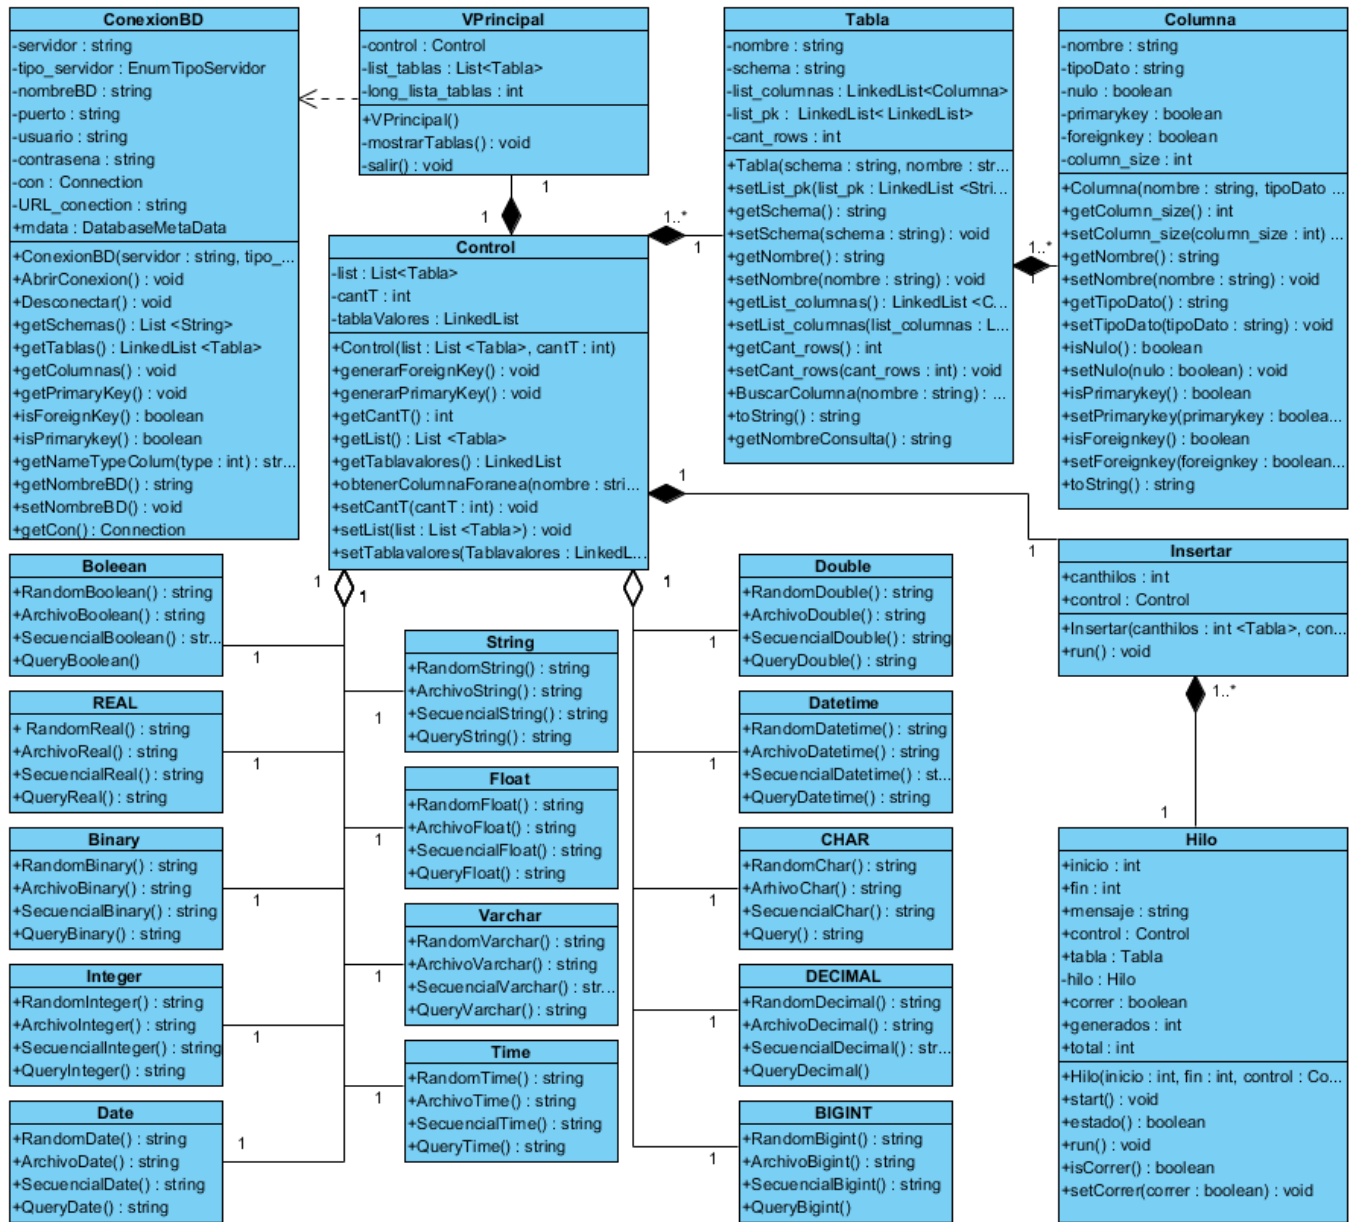 ConexionBD
-servidor : string
-tipo_servidor : EnumTipoServidor
-nombreBD : string
-puerto : string
-usuario : string
-contrasena : string
-con : Connection
-URL_conection : string
+mdata : DatabaseMetaData
+ConexionBD(servidor : string, tipo_...
+AbrirConexion() : void
+Desconectar() : void
+getSchemas() : List <String>
+getTablas() : LinkedList <Tabla>
+getColumnas() : void
+getPrimaryKey() : void
+isForeignKey() : boolean
+isPrimarykey() : boolean
+getNameTypeColum(type : int) : str...
+getNombreBD() : string
+setNombreBD() : void
+getCon() : Connection
VPrincipal
-control : Control
-list_tablas : List<Tabla>
-long_lista_tablas : int
+VPrincipal()
-mostrarTablas() : void
-salir() : void
1
1
Control
-list : List<Tabla>
-cantT : int
-tablaValores : LinkedList
+Control(list : List <Tabla>, cantT : int)
+generarForeignKey() : void
+generarPrimaryKey() : void
+getCantT() : int
+getList() : List <Tabla>
+getTablavalores() : LinkedList
+obtenerColumnaForanea(nombre : stri...
+setCantT(cantT : int) : void
+setList(list : List <Tabla>) : void
+setTablavalores(Tablavalores : LinkedL...
1..*
1
Tabla
-nombre : string
-schema : string
-list_columnas : LinkedList<Columna>
-list_pk : LinkedList< LinkedList>
-cant_rows : int
+Tabla(schema : string, nombre : str...
+setList_pk(list_pk : LinkedList <Stri...
+getSchema() : string
+setSchema(schema : string) : void
+getNombre() : string
+setNombre(nombre : string) : void
+getList_columnas() : LinkedList <C...
+setList_columnas(list_columnas : L...
+getCant_rows() : int
+setCant_rows(cant_rows : int) : void
+BuscarColumna(nombre : string) : ...
+toString() : string
+getNombreConsulta() : string
1..*
1
Columna
-nombre : string
-tipoDato : string
-nulo : boolean
-primarykey : boolean
-foreignkey : boolean
-column_size : int
+Columna(nombre : string, tipoDato ...
+getColumn_size() : int
+setColumn_size(column_size : int) ...
+getNombre() : string
+setNombre(nombre : string) : void
+getTipoDato() : string
+setTipoDato(tipoDato : string) : void
+isNulo() : boolean
+setNulo(nulo : boolean) : void
+isPrimarykey() : boolean
+setPrimarykey(primarykey : boolea...
+isForeignkey() : boolean
+setForeignkey(foreignkey : boolean...
+toString() : string
1
1
Insertar
+canthilos : int
+control : Control
+Insertar(canthilos : int <Tabla>, con...
+run() : void
1..*
1
Hilo
+inicio : int
+fin : int
+mensaje : string
+control : Control
+tabla : Tabla
-hilo : Hilo
+correr : boolean
+generados : int
+total : int
+Hilo(inicio : int, fin : int, control : Co...
+start() : void
+estado() : boolean
+run() : void
+isCorrer() : boolean
+setCorrer(correr : boolean) : void
1
1
1
Boleean
+RandomBoolean() : string
+ArchivoBoolean() : string
+SecuencialBoolean() : str...
+QueryBoolean()
1
REAL
+ RandomReal() : string
+ArchivoReal() : string
+SecuencialReal() : string
+QueryReal() : string
1
Binary
+RandomBinary() : string
+ArchivoBinary() : string
+SecuencialBinary() : string
+QueryBinary() : string
1
Integer
+RandomInteger() : string
+ArchivoInteger() : string
+SecuencialInteger() : string
+QueryInteger() : string
1
Date
+RandomDate() : string
+ArchivoDate() : string
+SecuencialDate() : string
+QueryDate() : string
1
String
+RandomString() : string
+ArchivoString() : string
+SecuencialString() : string
+QueryString() : string
1
Float
+RandomFloat() : string
+ArchivoFloat() : string
+SecuencialFloat() : string
+QueryFloat() : string
1
Varchar
+RandomVarchar() : string
+ArchivoVarchar() : string
+SecuencialVarchar() : str...
+QueryVarchar() : string
1
Time
+RandomTime() : string
+ArchivoTime() : string
+SecuencialTime() : string
+QueryTime() : string
1
Double
+RandomDouble() : string
+ArchivoDouble() : string
+SecuencialDouble() : string
+QueryDouble() : string
1
Datetime
+RandomDatetime() : string
+ArchivoDatetime() : string
+SecuencialDatetime() : st...
+QueryDatetime() : string
1
CHAR
+RandomChar() : string
+ArhivoChar() : string
+SecuencialChar() : string
+Query() : string
1
DECIMAL
+RandomDecimal() : string
+ArchivoDecimal() : string
+SecuencialDecimal() : str...
+QueryDecimal()
1
BIGINT
+RandomBigint() : string
+ArchivoBigint() : string
+SecuencialBigint() : string
+QueryBigint()
1